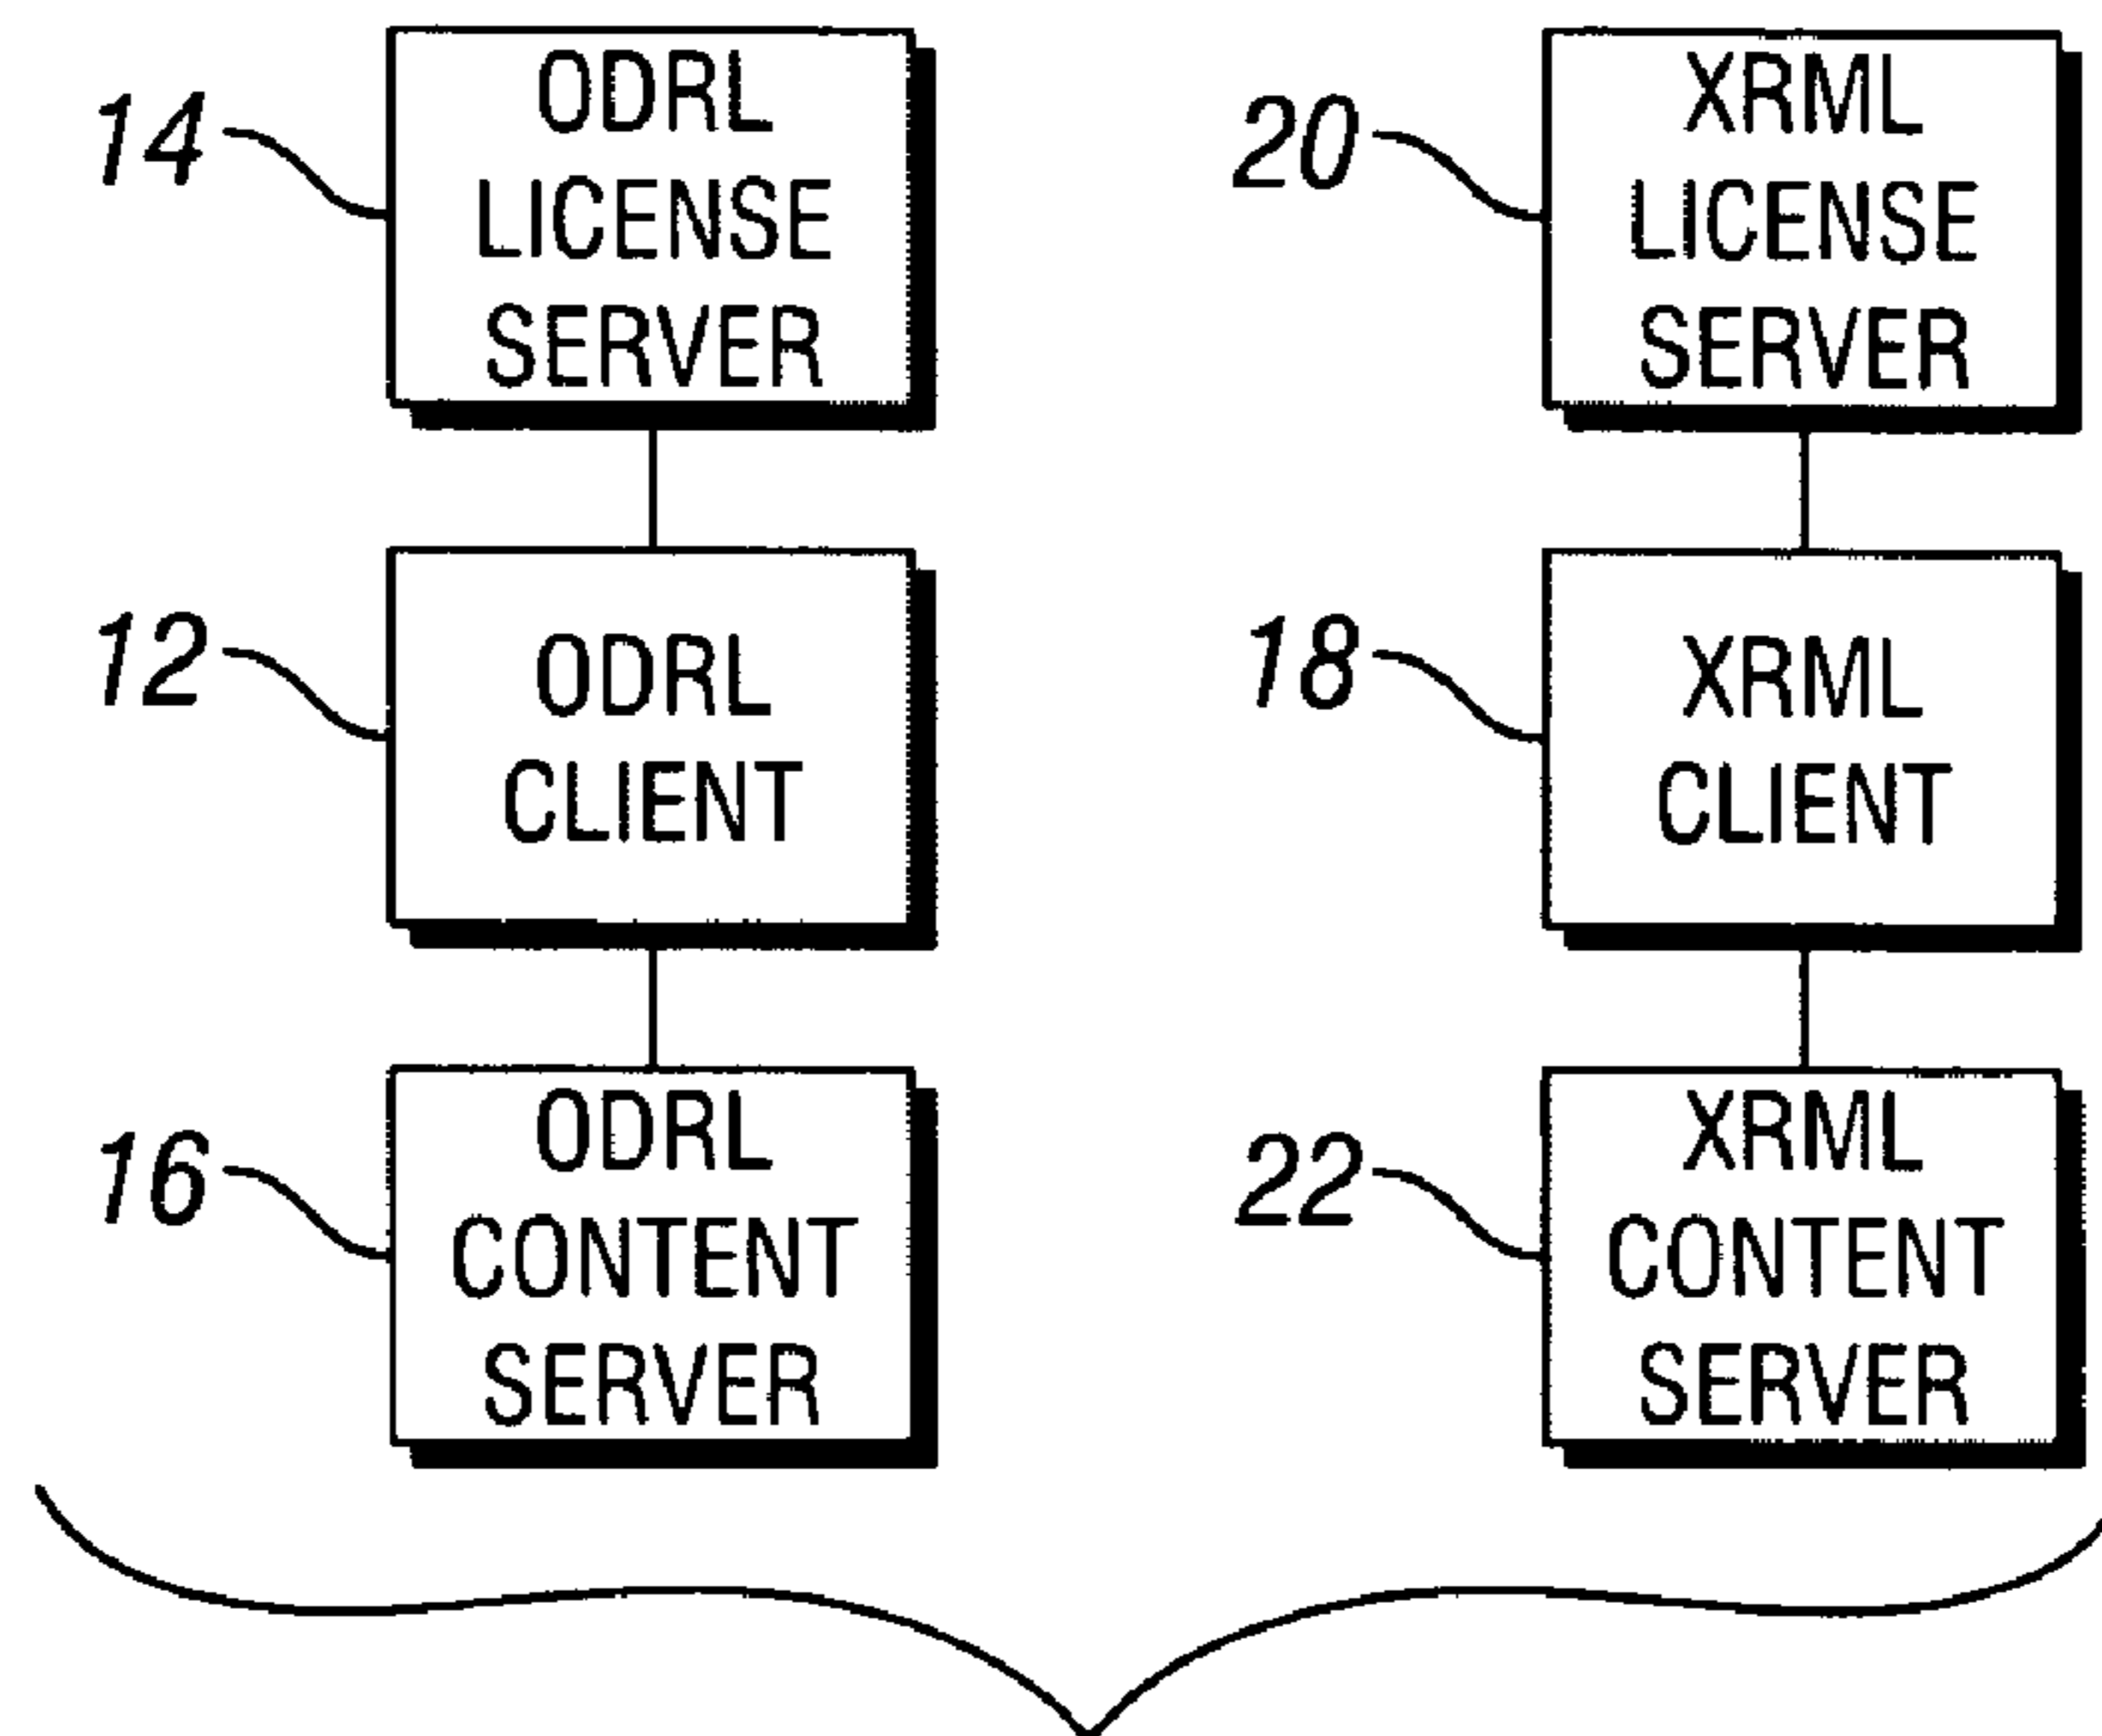 14
ODRL
LICENSE
SERVER
12
ODRL
CLIENT
16
ODRL
CONTENT
SERVER
20
XRML
LICENSE
SERVER
18
XRML
CLIENT
22
XRML
CONTENT
SERVER